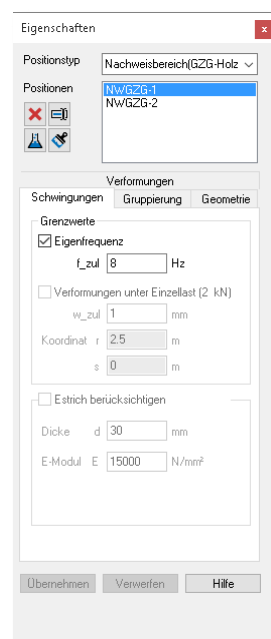 Eigenschaften
x
Positionstyp Nachweisbereich(GZG-Holz
Positionen NWGZG-1
NWGZG-2
Verformungen
Schwingungen Gruppierung Geometrie
Grenzwerte
Eigenfrequenz
f_zul 8 Hz
Verformungen unter Einzellast (2 kN)
w_zul 1 mm
Koordinat r 2.5 m
s 0 m
Estrich berücksichtigen
Dicke d 30 mm
E-Modul E 15000 N/mm²
Übernehmen Verwerfen Hilfe